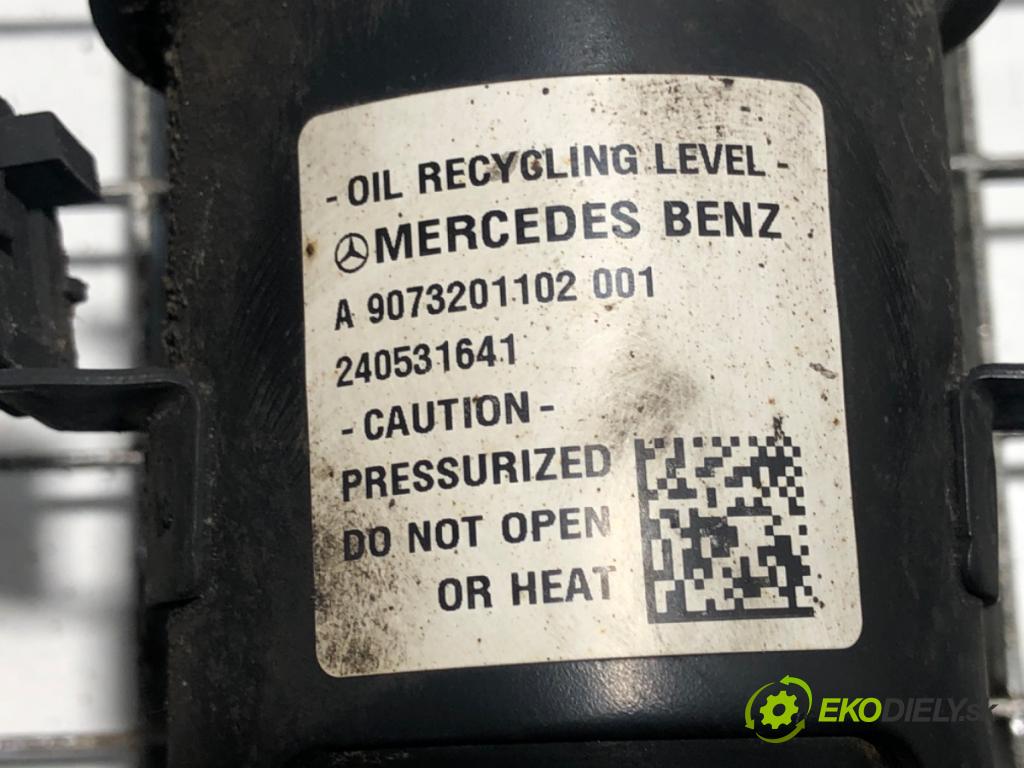 - OIL RECYCLING LEVEL -
MERCEDES BENZ
A 9073201102 001
240531641
- CAUTION -
PRESSURIZED
DO NOT OPEN
OR HEAT
EKODIELY.sk